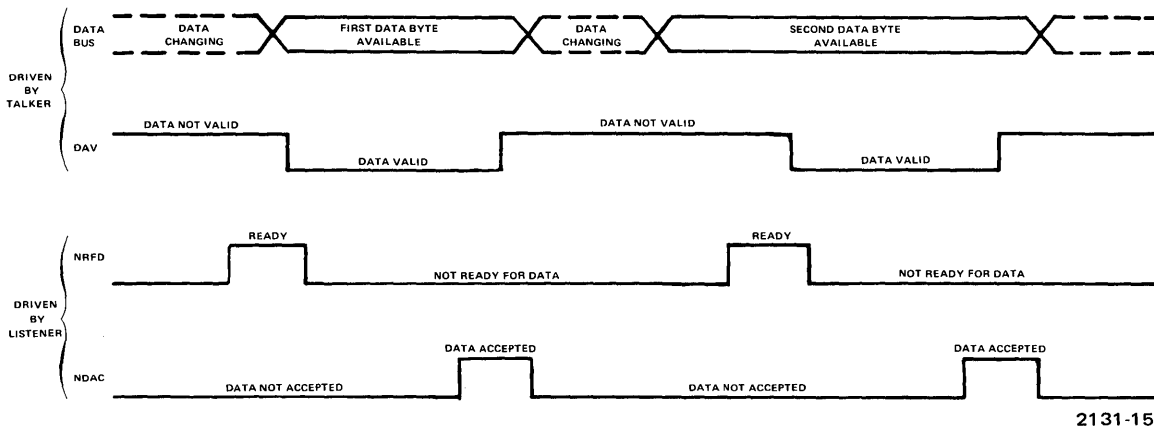 DATA
BUS
DATA
CHANGING
FIRST DATA BYTE
AVAILABLE
DATA
CHANGING
SECOND DATA BYTE
AVAILABLE
DRIVEN
BY
TALKER
DAV
DATA NOT VALID
DATA VALID
DATA NOT VALID
DATA VALID
NRFD
READY
NOT READY FOR DATA
READY
NOT READY FOR DATA
DRIVEN
BY
LISTENER
NDAC
DATA NOT ACCEPTED
DATA ACCEPTED
DATA NOT ACCEPTED
DATA ACCEPTED
2131-15